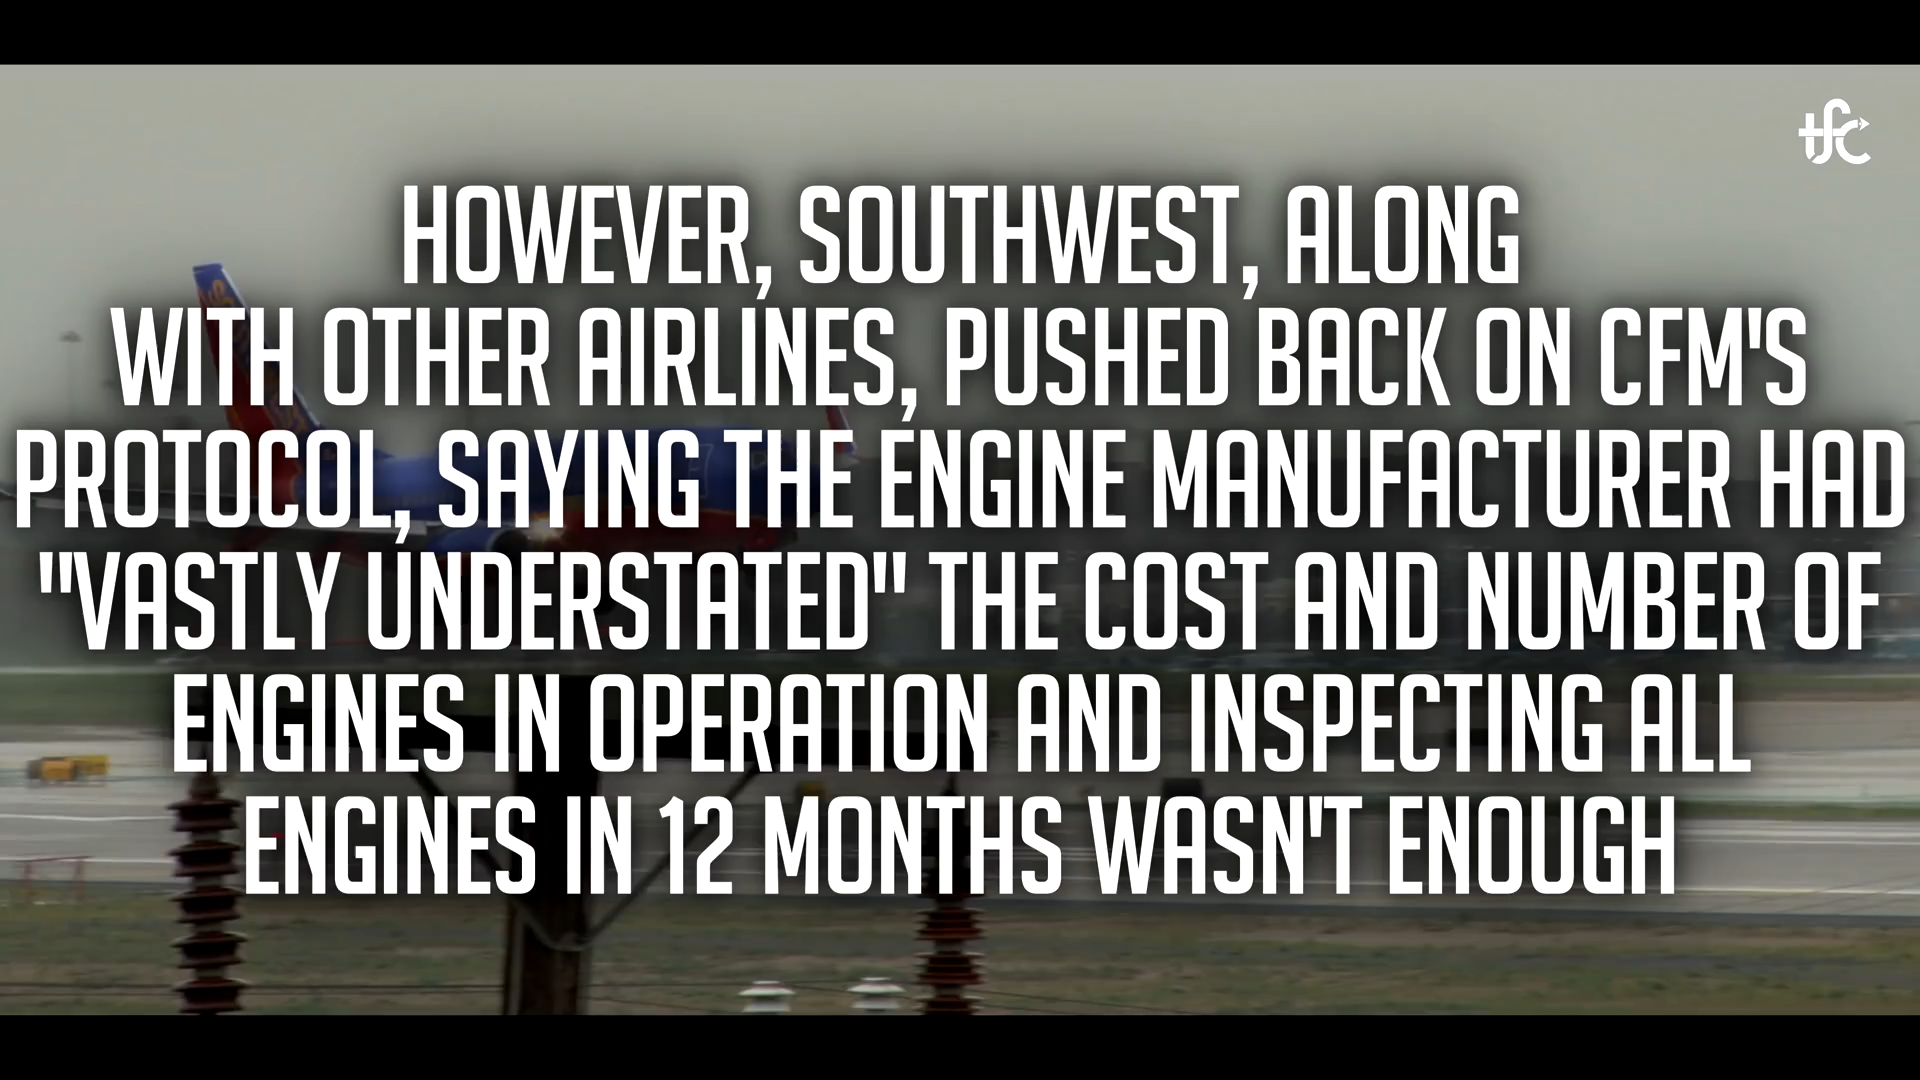 tfc
HOWEVER, SOUTHWEST, ALONG
WITH OTHER AIRLINES, PUSHED BACK ON CFM'S
PROTOCOL, SAYING THE ENGINE MANUFACTURER HAD
"VASTLY UNDERSTATED" THE COST AND NUMBER OF
ENGINES IN OPERATION AND INSPECTING ALL
ENGINES IN 12 MONTHS WASN'T ENOUGH